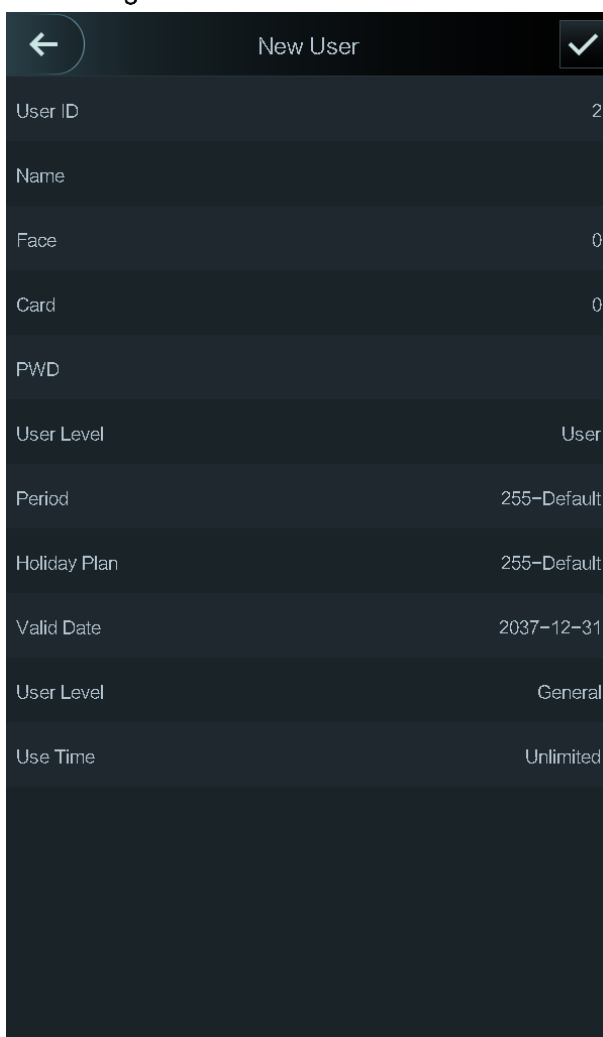 New User
User ID 2
Name
Face 0
Card 0
PWD
User Level User
Period 255-Default
Holiday Plan 255-Default
Valid Date 2037-12-31
User Level General
Use Time Unlimited